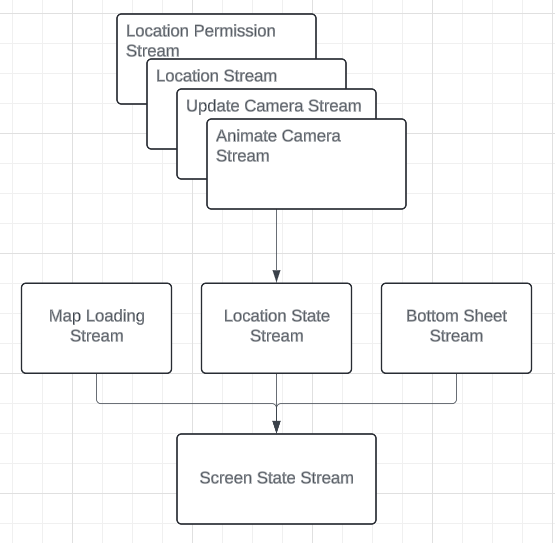 Location Permission
Stream
Location Stream
Update Camera Stream
Animate Camera
Stream
Map Loading
Stream
Location State
Stream
Bottom Sheet
Stream
Screen State Stream